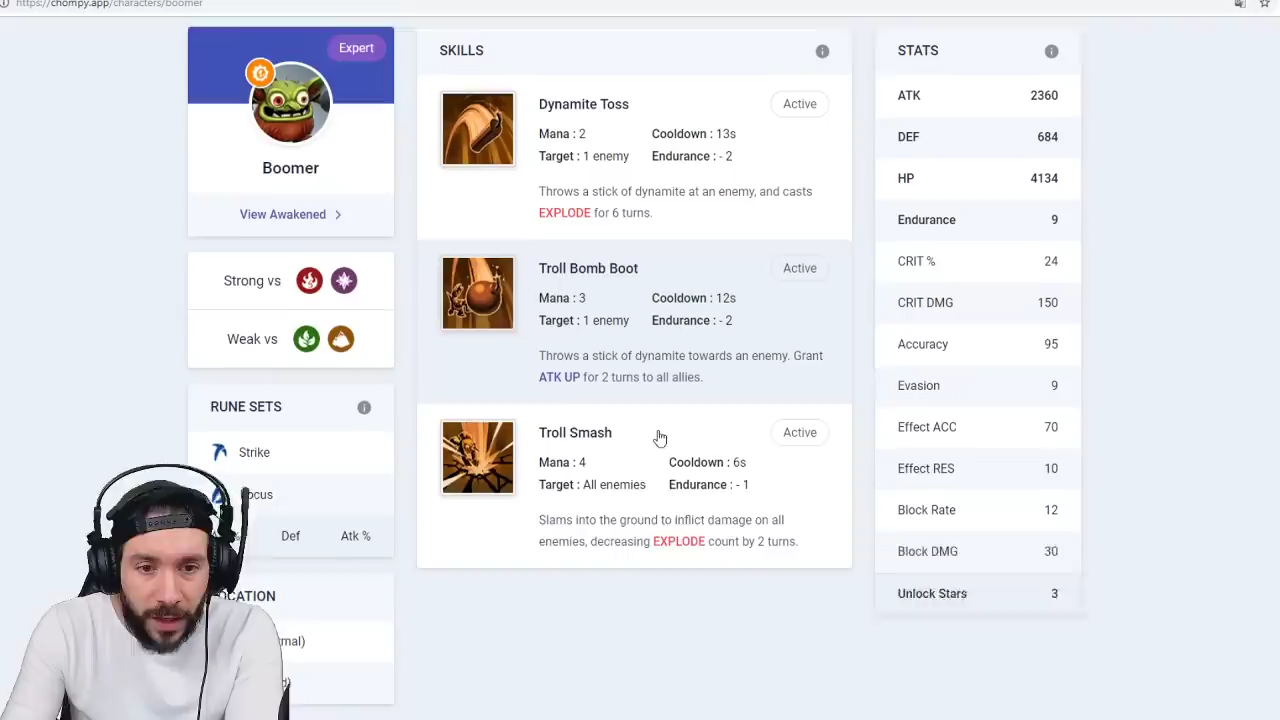 https://chompy.app/characters/boomer
Expert
Boomer
View Awakened
Strong vs
Weak vs
RUNE SETS
Strike
Def Atk %
SKILLS
Dynamite Toss Active
Mana : 2 Cooldown : 13s
Target : 1 enemy Endurance : - 2
Throws a stick of dynamite at an enemy, and casts
EXPLODE for 6 turns.
Troll Bomb Boot Active
Mana : 3 Cooldown : 12s
Target : 1 enemy Endurance : - 2
Throws a stick of dynamite towards an enemy. Grant
ATK UP for 2 turns to all allies.
Troll Smash Active
Mana : 4 Cooldown : 6s
Target : All enemies Endurance : - 1
Slams into the ground to inflict damage on all
enemies, decreasing EXPLODE count by 2 turns.
STATS
ATK 2360
DEF 684
HP 4134
Endurance 9
CRIT % 24
CRIT DMG 150
Accuracy 95
Evasion 9
Effect ACC 70
Effect RES 10
Block Rate 12
Block DMG 30
Unlock Stars 3